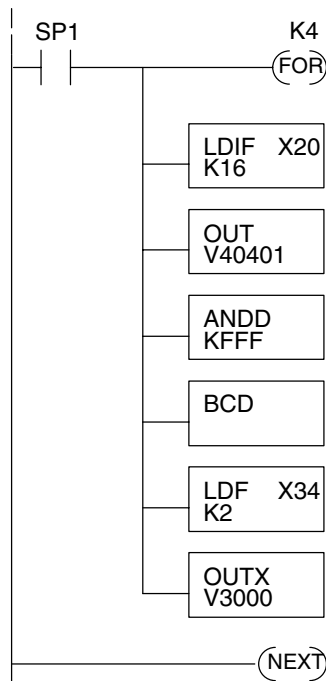 SP1 K4
FOR
LDIF X20
K16
OUT
V40401
ANDD
KFFF
BCD
LDF X34
K2
OUTX
V3000
NEXT